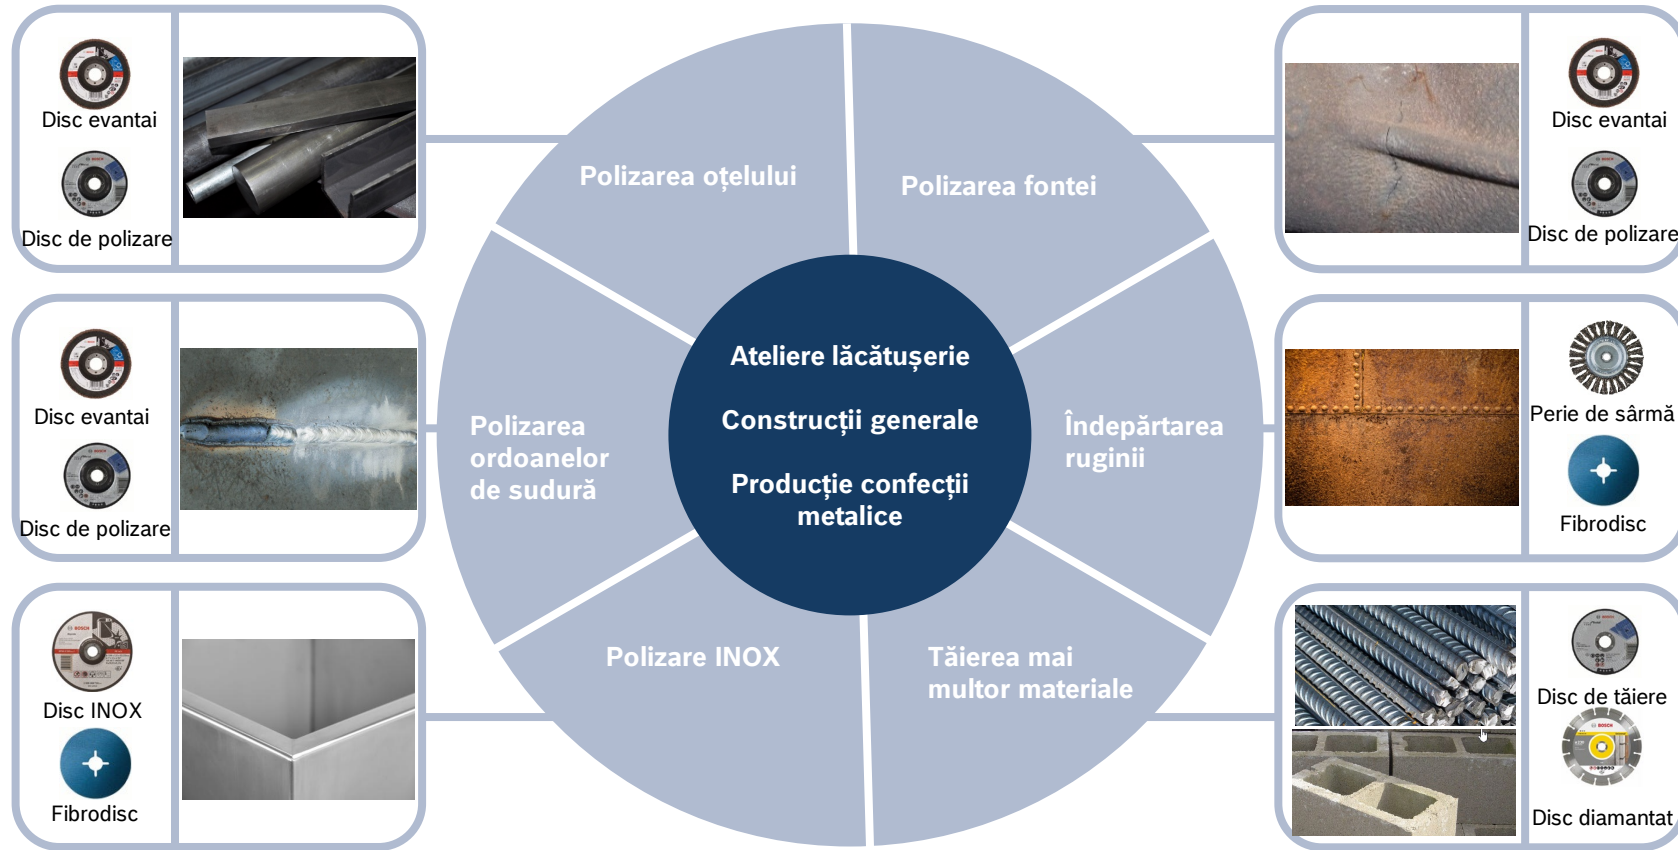 Disc evantai
Disc de polizare
Polizarea oțelului
Polizarea fontei
Disc evantai
Disc de polizare
Disc evantai
Disc de polizare
Polizarea
ordoanelor
de sudură
Ateliere lăcătușerie
Construcții generale
Producție confecții
metalice
Îndepărtarea
ruginii
Perie de sârmă
Fibrodisc
BOSCH
Disc INOX
Fibrodisc
Polizare INOX
Tăierea mai
multor materiale
Disc de tăiere
BOSCH
Disc diamantat